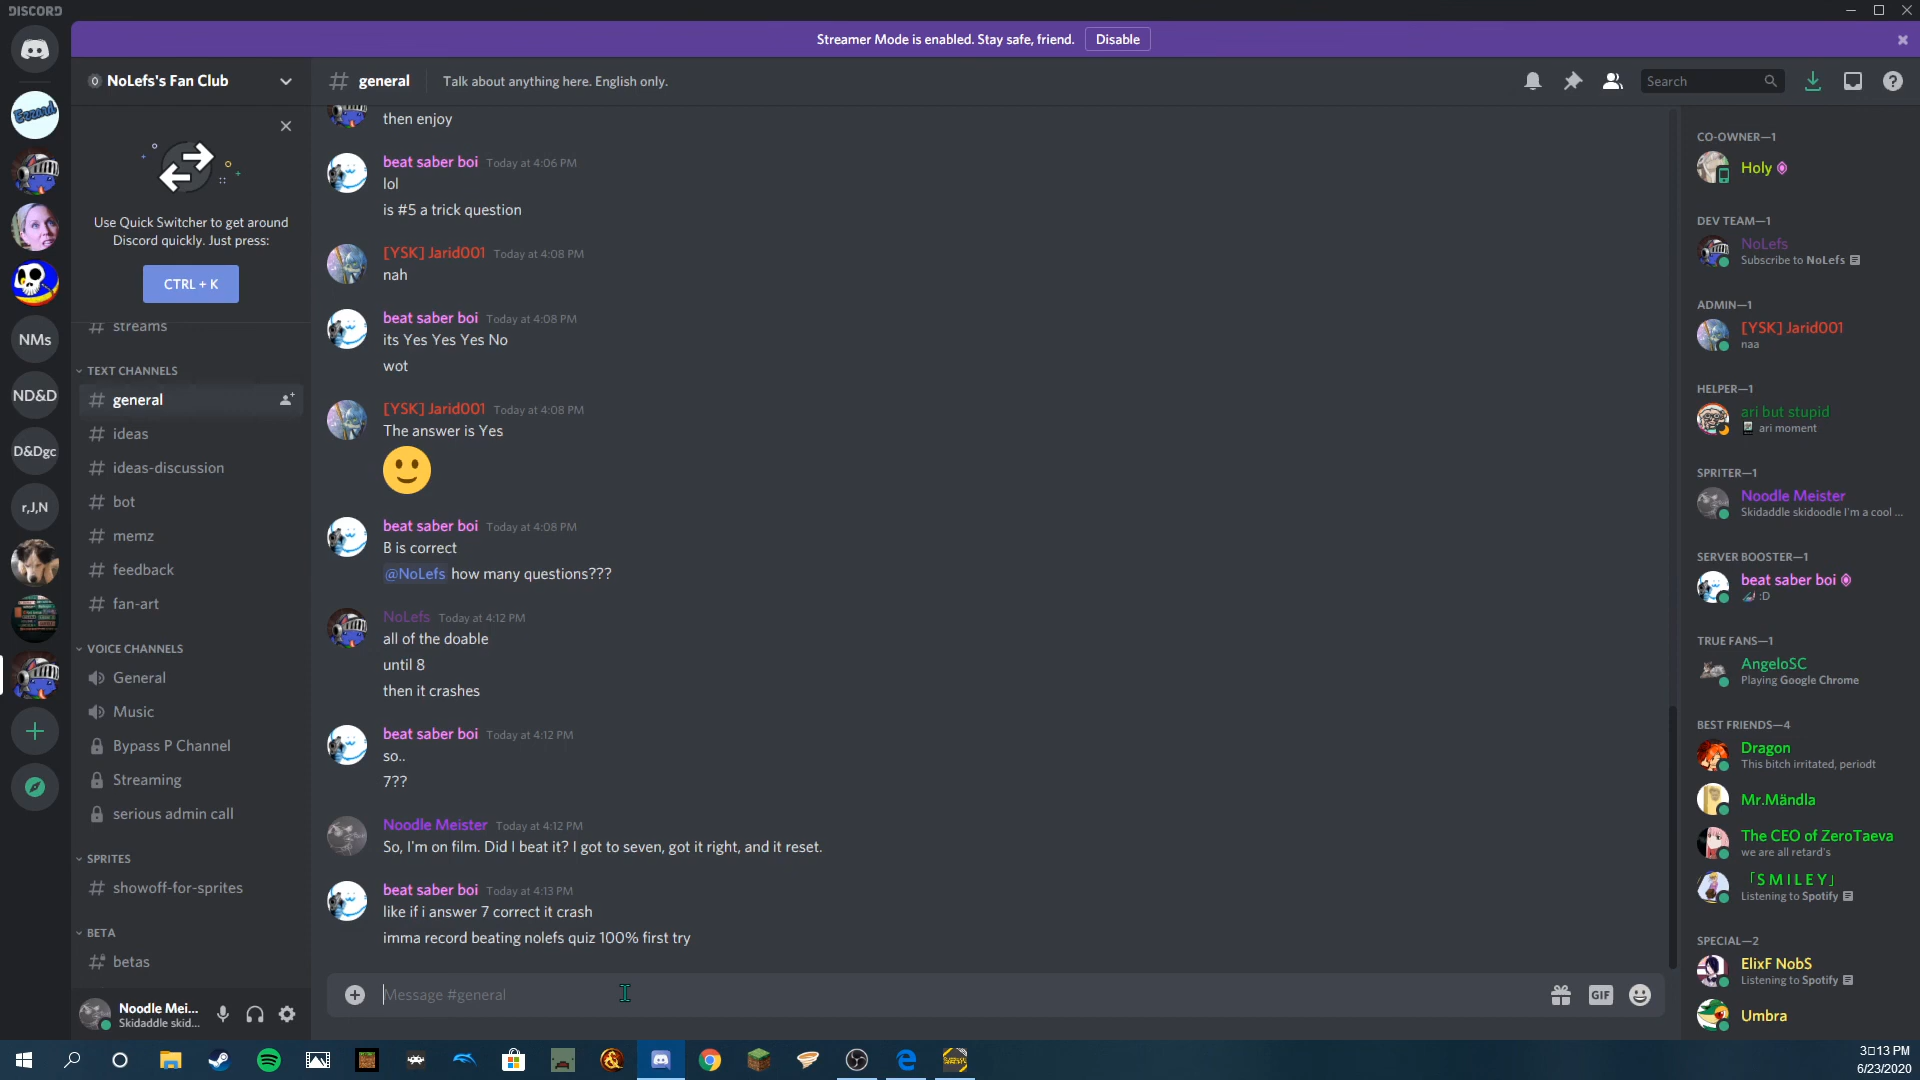 DISCORD
Streamer Mode is enabled. Stay safe, friend. Disable
NoLefs's Fan Club
general
Talk about anything here. English only.
Search
Ezzard
NMs
ND&D
D&Dgc
r,J,N
Use Quick Switcher to get around
Discord quickly. Just press:
CTRL + K
streams
TEXT CHANNELS
general
ideas
ideas-discussion
bot
memz
feedback
fan-art
VOICE CHANNELS
General
Music
Bypass P Channel
Streaming
serious admin call
SPRITES
showoff-for-sprites
BETA
betas
Noodle Mei...
Skidaddle skid...
then enjoy
beat saber boi Today at 4:06 PM
lol
is #5 a trick question
[YSK] Jarid001 Today at 4:08 PM
nah
beat saber boi Today at 4:08 PM
its Yes Yes Yes No
wot
[YSK] Jarid001 Today at 4:08 PM
The answer is Yes
beat saber boi Today at 4:08 PM
B is correct
@NoLefs how many questions???
NoLefs Today at 4:12 PM
all of the doable
until 8
then it crashes
beat saber boi Today at 4:12 PM
so..
7??
Noodle Meister Today at 4:12 PM
So, I'm on film. Did I beat it? I got to seven, got it right, and it reset.
beat saber boi Today at 4:13 PM
like if i answer 7 correct it crash
imma record beating nolefs quiz 100% first try
Message #general
GIF
CO-OWNER—1
Holy
DEV TEAM—1
NoLefs
Subscribe to NoLefs
ADMIN—1
[YSK] Jarid001
naa
HELPER—1
ari but stupid
ari moment
SPRITER—1
Noodle Meister
Skidaddle skidoodle I'm a cool ...
SERVER BOOSTER—1
beat saber boi
:D
TRUE FANS—1
AngeloSC
Playing Google Chrome
BEST FRIENDS—4
Dragon
This bitch irritated, periodt
Mr.Mändla
The CEO of ZeroTaeva
we are all retard's
「S M I L E Y」
Listening to Spotify
SPECIAL—2
ElixF NobS
Listening to Spotify
Umbra
3□13 PM
6/23/2020